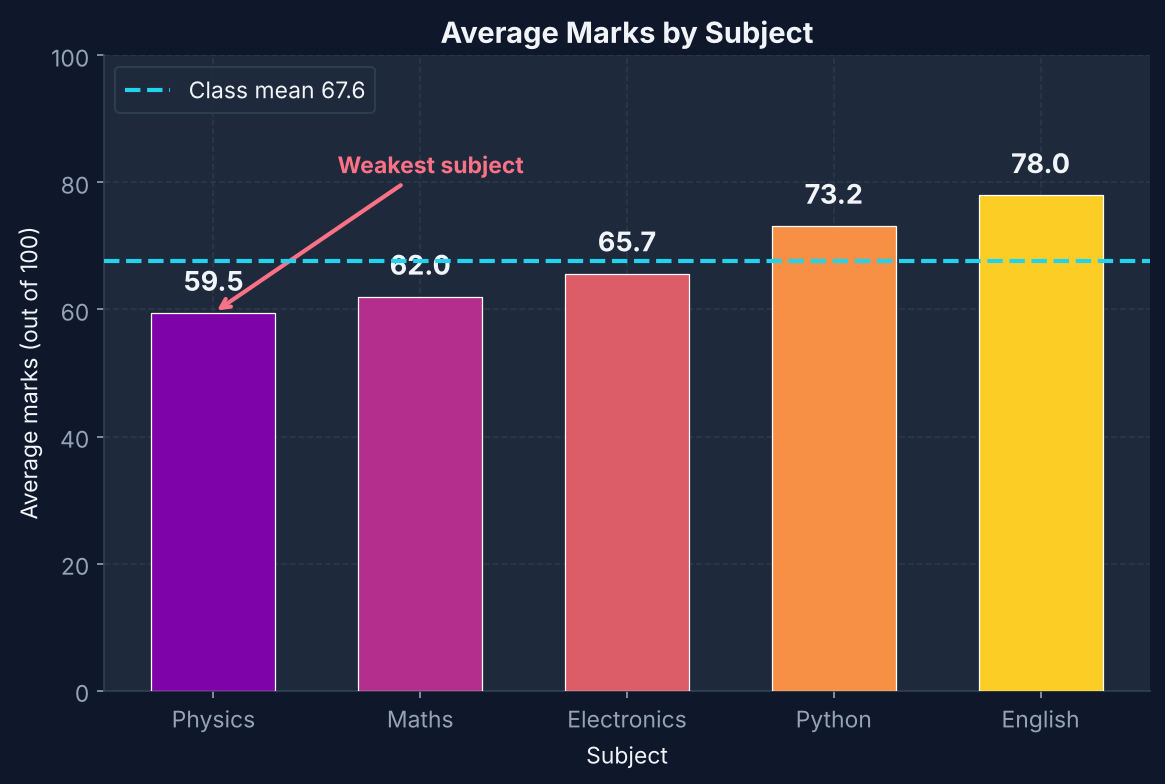 Average Marks by Subject
100
Class mean 67.6
Weakest subject
80
78.0
73.2
65.7
62.0
59.5
60
40
20
0
Average marks (out of 100)
Physics Maths Electronics Python English
Subject